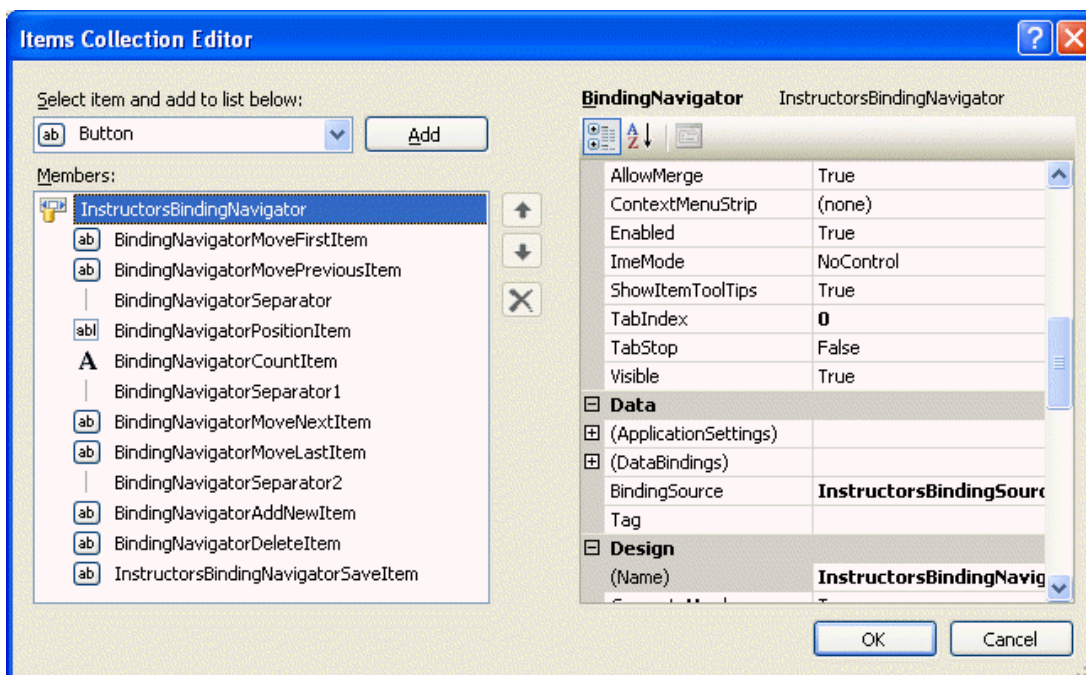 Items Collection Editor
Select item and add to list below:
Button
Add
Members:
InstructorsBindingNavigator
BindingNavigatorMoveFirstItem
BindingNavigatorMovePreviousItem
BindingNavigatorSeparator
BindingNavigatorPositionItem
BindingNavigatorCountItem
BindingNavigatorSeparator1
BindingNavigatorMoveNextItem
BindingNavigatorMoveLastItem
BindingNavigatorSeparator2
BindingNavigatorAddNewItem
BindingNavigatorDeleteItem
InstructorsBindingNavigatorSaveItem
BindingNavigator InstructorsBindingNavigator
AllowMerge True
ContextMenuStrip (none)
Enabled True
ImeMode NoControl
ShowItemToolTips True
TabIndex 0
TabStop False
Visible True
Data
(ApplicationSettings)
(DataBindings)
BindingSource InstructorsBindingSourc
Tag
Design
(Name) InstructorsBindingNavig
OK Cancel